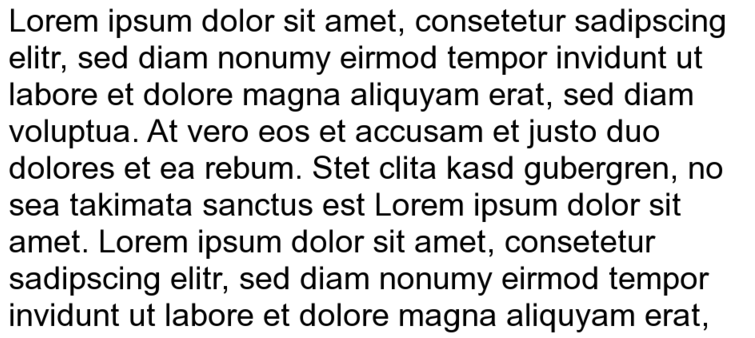 Lorem ipsum dolor sit amet, consetetur sadipscing
elitr, sed diam nonumy eirmod tempor invidunt ut
labore et dolore magna aliquyam erat, sed diam
voluptua. At vero eos et accusam et justo duo
dolores et ea rebum. Stet clita kasd gubergren, no
sea takimata sanctus est Lorem ipsum dolor sit
amet. Lorem ipsum dolor sit amet, consetetur
sadipscing elitr, sed diam nonumy eirmod tempor
invidunt ut labore et dolore magna aliquyam erat,